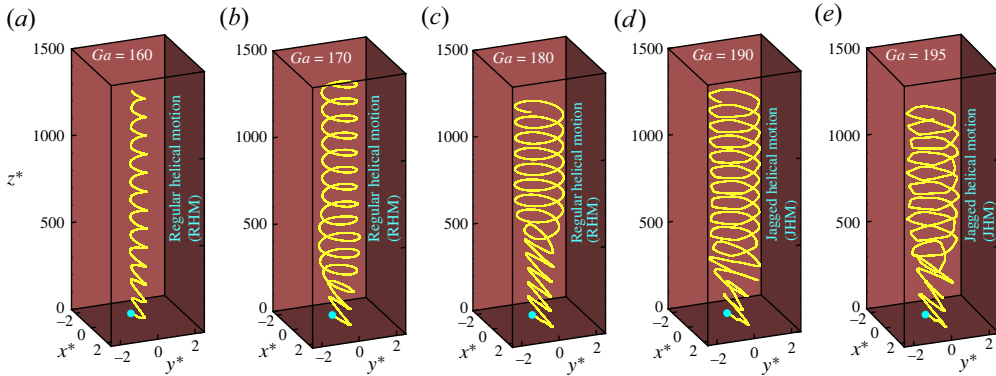 (a)
(b)
(c)
(d)
(e)
Ga = 160
Ga = 170
Ga = 180
Ga = 190
Ga = 195
Regular helical motion
(RHM)
Regular helical motion
(RHM)
Regular helical motion
(RHM)
Jagged helical motion
(JHM)
Jagged helical motion
(JHM)
z*
1500
1000
500
0
−2
0
2
x*
−2
0
2
y*
1500
1000
500
0
−2
0
2
x*
−2
0
2
y*
1500
1000
500
0
−2
0
2
x*
−2
0
2
y*
1500
1000
500
0
−2
0
2
x*
−2
0
2
y*
1500
1000
500
0
−2
0
2
x*
−2
0
2
y*